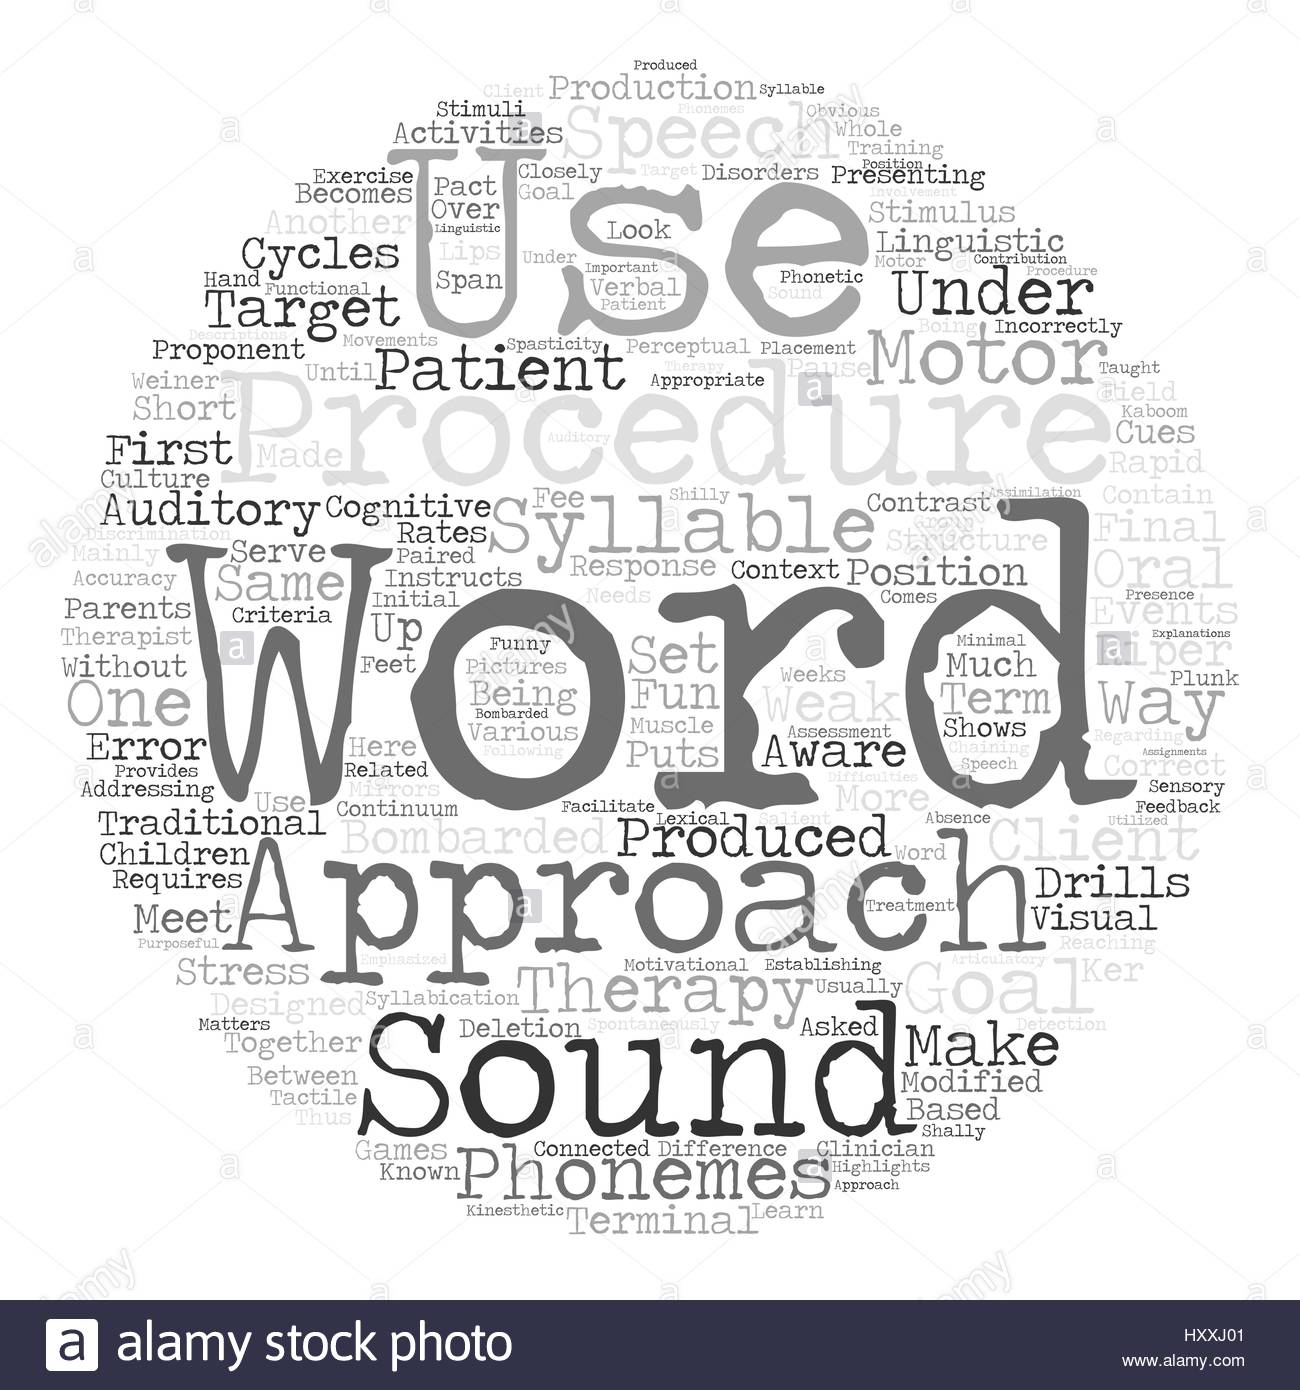 Produced
Client Production Syllable
Stimuli Phonemes Obvious
Activities Speech Whole
Training
Exercise Closely Target Disorders Position Presenting
Becomes Pact Goal Involvement
Use
Another Over Look Stimulus
Linguistic
Cycles Lips Under Linguistic
Hand Functional Span Important Verbal Phonetic Motor Contribution
Target Patient Sound Under Procedure
Descriptions Movements Being Incorrectly
Proponent Spasticity Perceptual Placement Motor
Weiner Until Patient Therapy Pause Taught
Appropriate
Short Procedure Field
Kaboom
First Made Auditory Cues
Culture Rapid
Auditory Cognitive Fee Shilly Contrast Assimilation Contain
Discrimination Rates Syllable Group Final
Mainly Serve Paired Structure
Accuracy Same Instructs Response Context Position Oral
Parents Criteria Initial Needs Comes Presence
Word
Therapist Up Events
Without Feet Funny Set Minimal Explanations
Pictures Weeks Much Piper
One Being Fun Weak Term Way Plunk
Bombarded
Error Various Muscle Assessment Shows Regarding
Here Following Puts Aware Chaining Assignments
Provides Related Speech Correct
Addressing Mirrors Difficulties Sensory
Use Continuum Facilitate More Feedback
Traditional Lexical Salient Absence Utilized
Bombarded Produced Client
Children Word
Requires Approach Drills
Meet Treatment Visual
Purposeful Emphasized Reaching
Stress Motivational Establishing Articulatory Ker
Designed Syllabication Therapy Usually Goal
Matters Deletion Spontaneously Asked Detection
Together Sound Make
Between Modified
Tactile Based
Thus Shally
Games Connected Difference Clinician
Known Phonemes Highlights
Approach
Kinesthetic Terminal Learn
alamy stock photo
HXXJ01
www.alamy.com